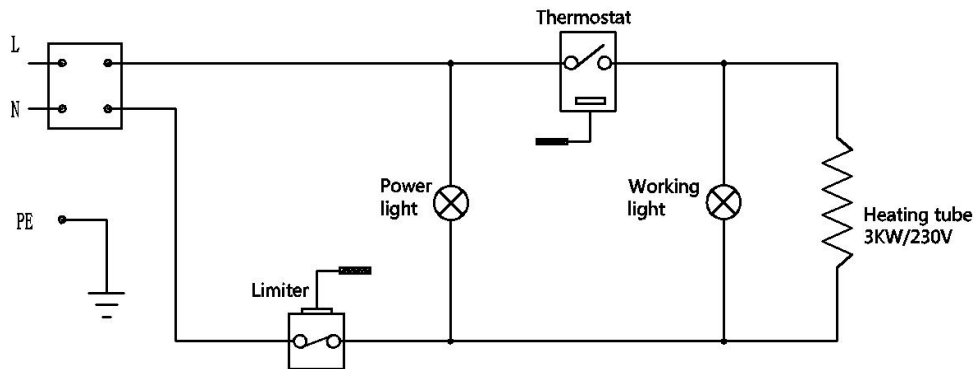 Thermostat
L
N
Power
light
Working
light
Heating tube
3KW/230V
PE
Limiter